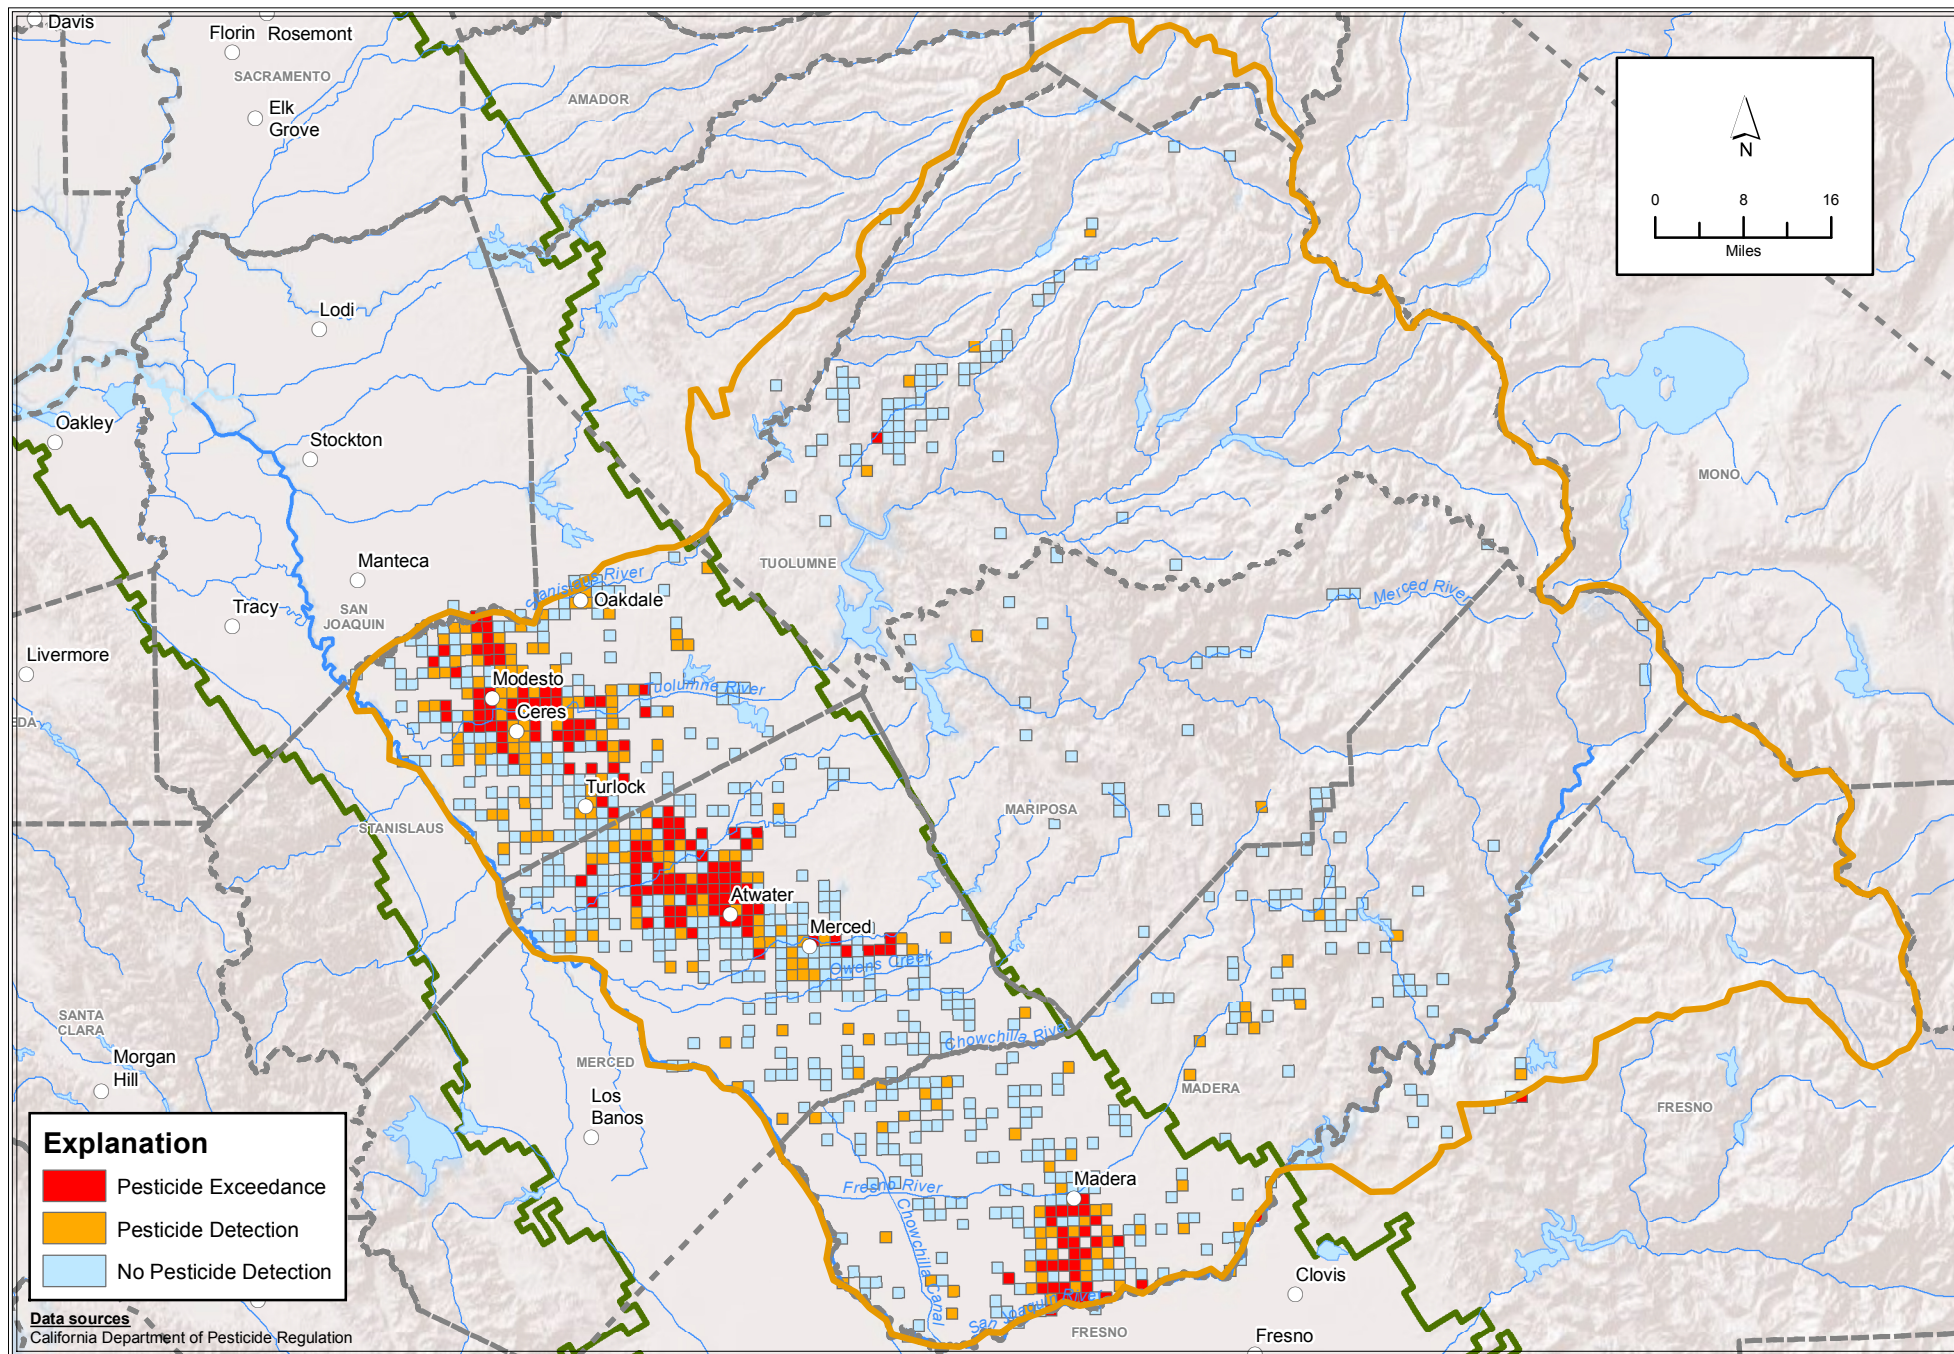 Davis
Florin
Rosemont
SACRAMENTO
Elk
Grove
AMADOR
N
0 8 16
Miles
Lodi
Oakley
Stockton
MONO
Manteca
TUOLUMNE
Stanislaus River
Oakdale
Merced River
Tracy
SAN
JOAQUIN
Livermore
Modesto
Tuolumne River
Ceres
EDA
Turlock
MARIPOSA
STANISLAUS
Atwater
Merced
Owens Creek
SANTA
CLARA
Chowchilla River
Morgan
Hill
MERCED
MADERA
Los
Banos
FRESNO
Explanation
Pesticide Exceedance
Pesticide Detection
No Pesticide Detection
Madera
Fresno River
Chowchilla Canal
Clovis
San Joaquin River
FRESNO
Fresno
Data sources
California Department of Pesticide Regulation